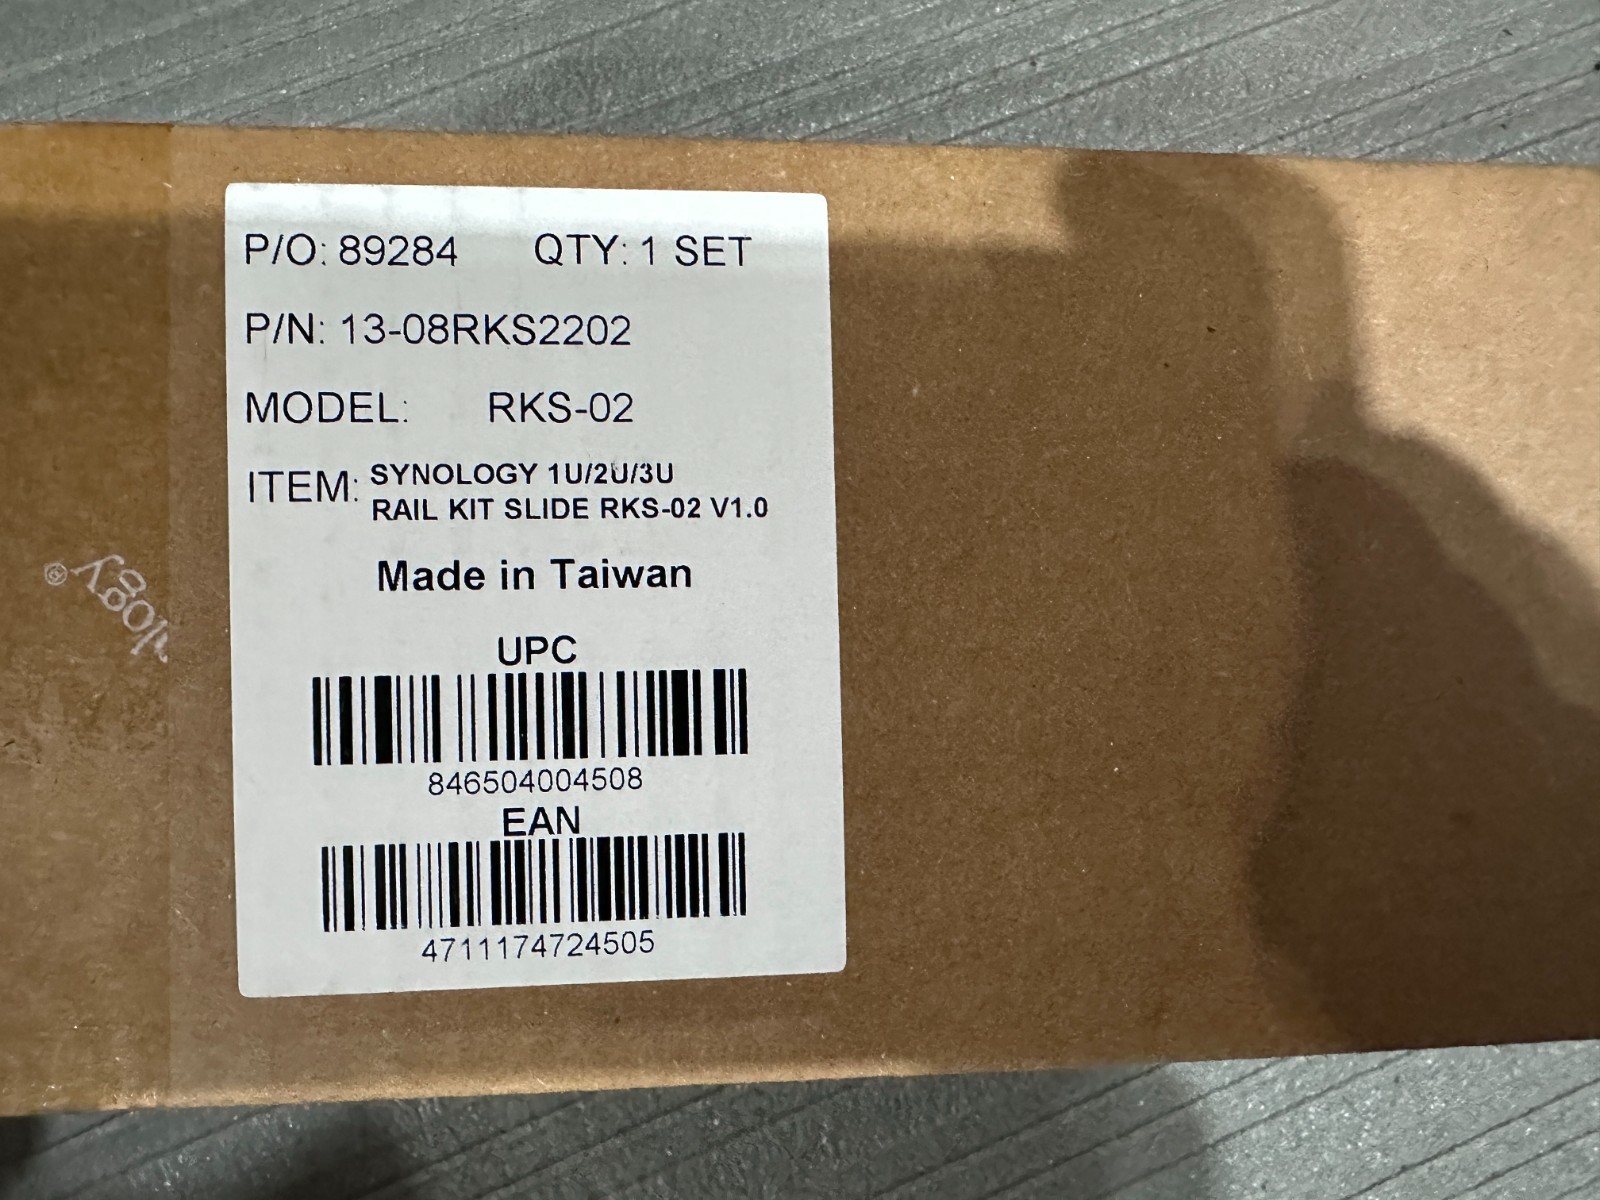 P/O: 89284 QTY: 1 SET
P/N: 13-08RKS2202
MODEL: RKS-02
ITEM: SYNOLOGY 1U/2U/3U
RAIL KIT SLIDE RKS-02 V1.0
Made in Taiwan
UPC
846504004508
EAN
4711174724505
logy®